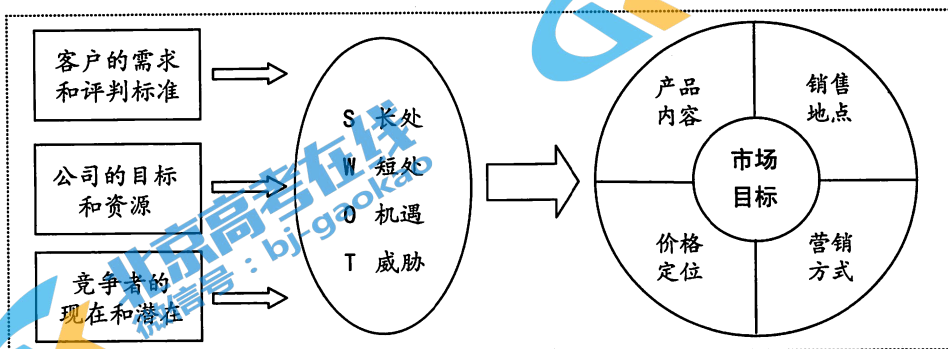 客户的需求
和评判标准
公司的目标
和资源
竞争者的
现在和潜在
S 长处
W 短处
O 机遇
T 威胁
产品
内容
销售
地点
市场
目标
价格
定位
营销
方式
北京高考在线
微信号:bj-gaokao